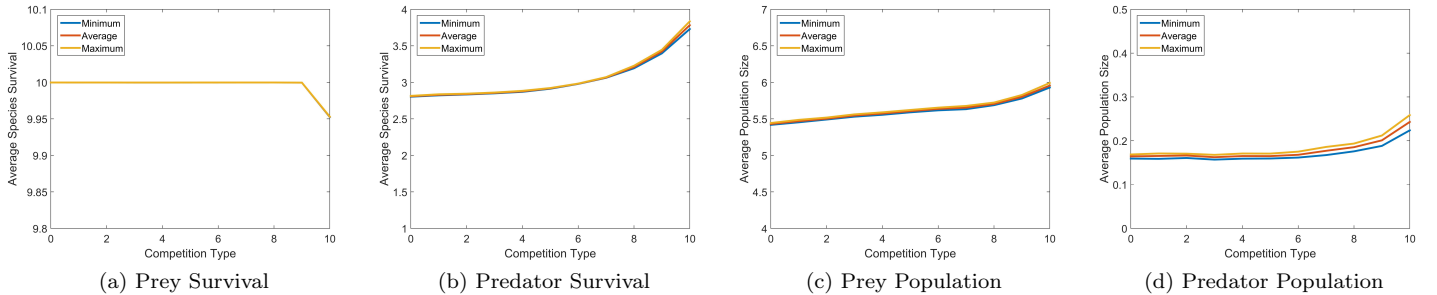 10.1
10.05
10
9.95
9.9
9.85
9.8
0 2 4 6 8 10
Average Species Survival
Competition Type
Minimum
Average
Maximum
(a) Prey Survival
4
3.5
3
2.5
2
1.5
1
0 2 4 6 8 10
Average Species Survival
Competition Type
Minimum
Average
Maximum
(b) Predator Survival
7
6.5
6
5.5
5
4.5
4
0 2 4 6 8 10
Average Population Size
Competition Type
Minimum
Average
Maximum
(c) Prey Population
0.5
0.4
0.3
0.2
0.1
0
0 2 4 6 8 10
Average Population Size
Competition Type
Minimum
Average
Maximum
(d) Predator Population